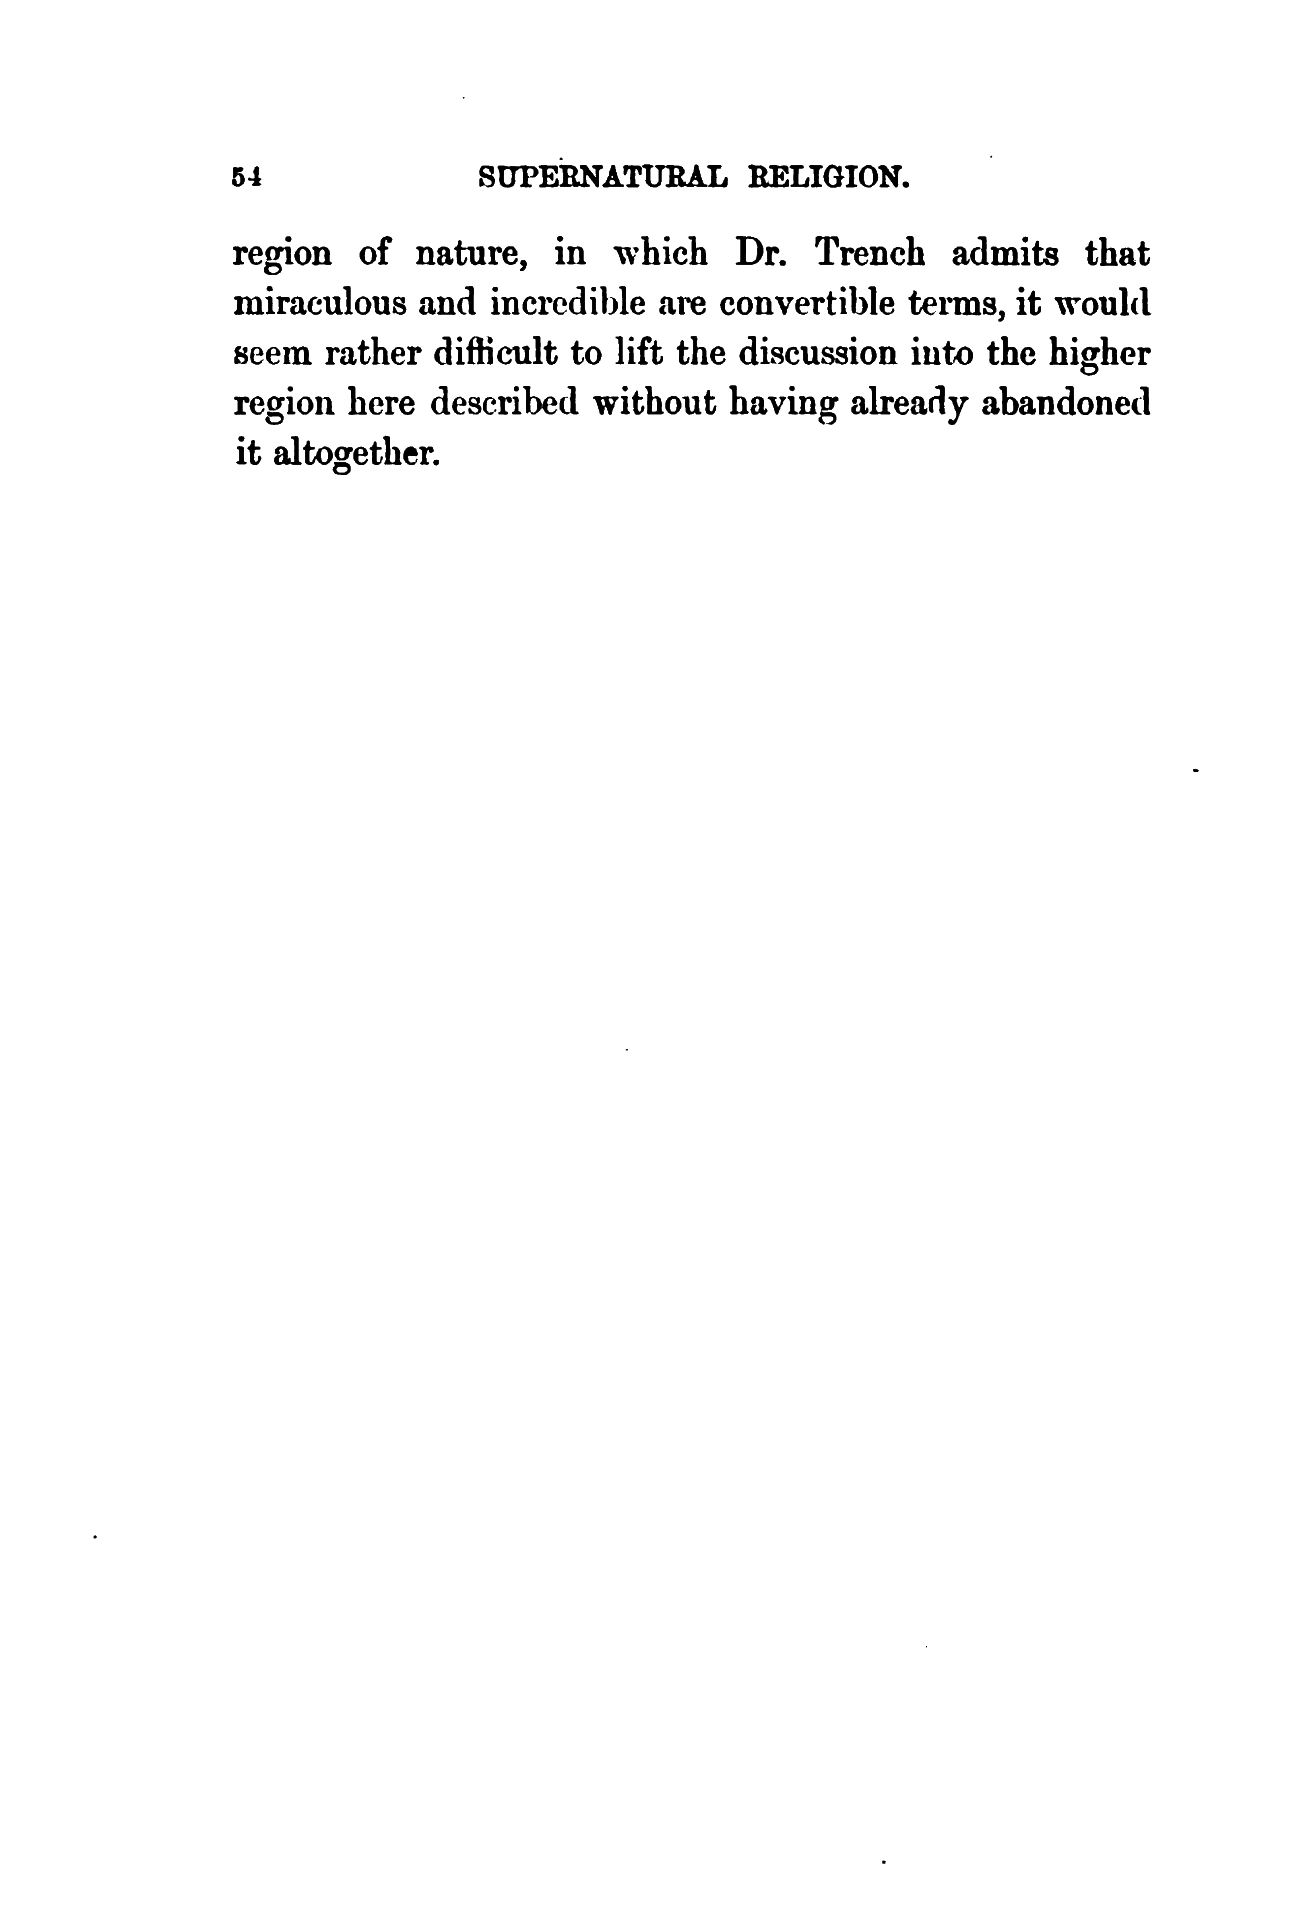 54 SUPERNATURAL RELIGION.
region of nature, in which Dr. Trench admits that
miraculous and incredible are convertible terms, it would
seem rather difficult to lift the discussion into the higher
region here described without having already abandoned
it altogether.